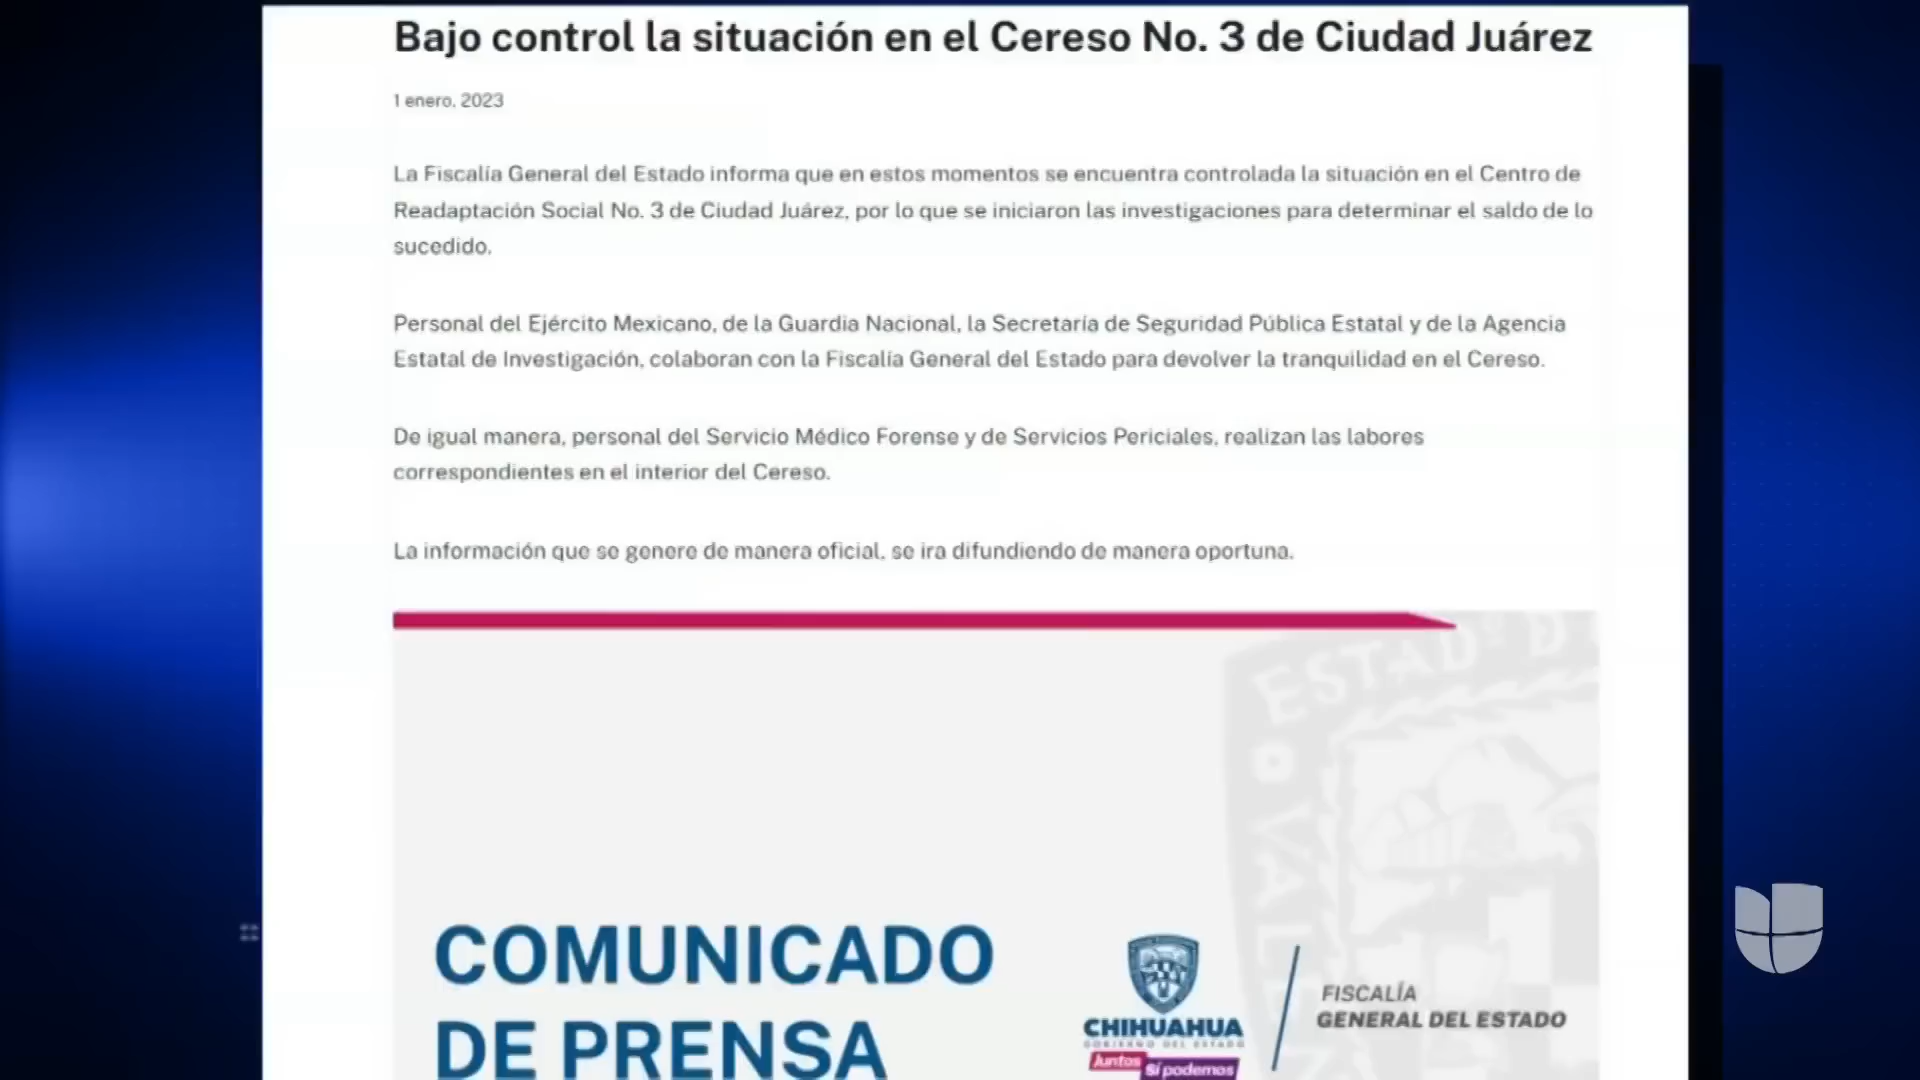 Bajo control la situación en el Cereso No. 3 de Ciudad Juárez
1 enero, 2023
La Fiscalía General del Estado informa que en estos momentos se encuentra controlada la situación en el Centro de
Readaptación Social No. 3 de Ciudad Juárez, por lo que se iniciaron las investigaciones para determinar el saldo de lo
sucedido.
Personal del Ejército Mexicano, de la Guardia Nacional, la Secretaría de Seguridad Pública Estatal y de la Agencia
Estatal de Investigación, colaboran con la Fiscalía General del Estado para devolver la tranquilidad en el Cereso.
De igual manera, personal del Servicio Médico Forense y de Servicios Periciales, realizan las labores
correspondientes en el interior del Cereso.
La información que se genere de manera oficial, se ira difundiendo de manera oportuna.
ESTAD
COMUNICADO
DE PRENSA
CHIHUAHUA
GOBIERNO DEL ESTADO
Juntos
Sí podemos
FISCALÍA
GENERAL DEL ESTADO